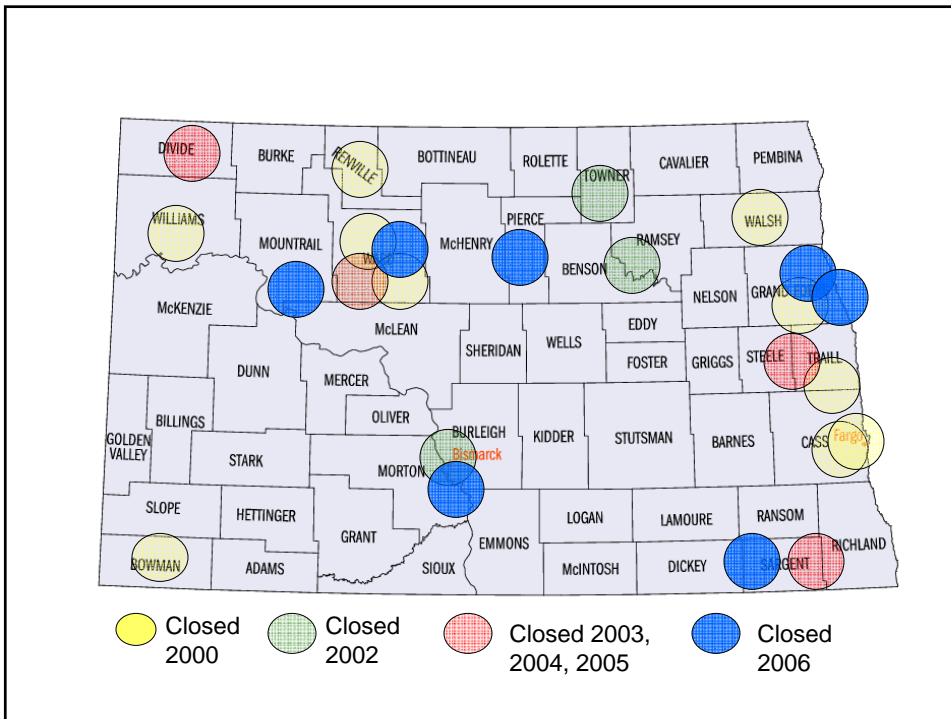 DIVIDE
BURKE
RENVILLE
BOTTINEAU
ROLETTE
TOWNER
CAVALIER
PEMBINA
WILLIAMS
MOUNTRAIL
McHENRY
PIERCE
BENSON
RAMSEY
WALSH
McKENZIE
McLEAN
SHERIDAN
WELLS
EDDY
FOSTER
NELSON
GRIGGS
STEELE
TRAILL
DUNN
MERCER
OLIVER
BILLINGS
GOLDEN
VALLEY
STARK
MORTON
BURLEIGH
Bismarck
KIDDER
STUTSMAN
BARNES
CASS
Fargo
SLOPE
HETTINGER
GRANT
BOWMAN
ADAMS
SIOUX
EMMONS
LOGAN
McINTOSH
LAMOURE
DICKEY
RANSOM
SARGENT
RICHLAND
Closed
2000
Closed
2002
Closed 2003,
2004, 2005
Closed
2006